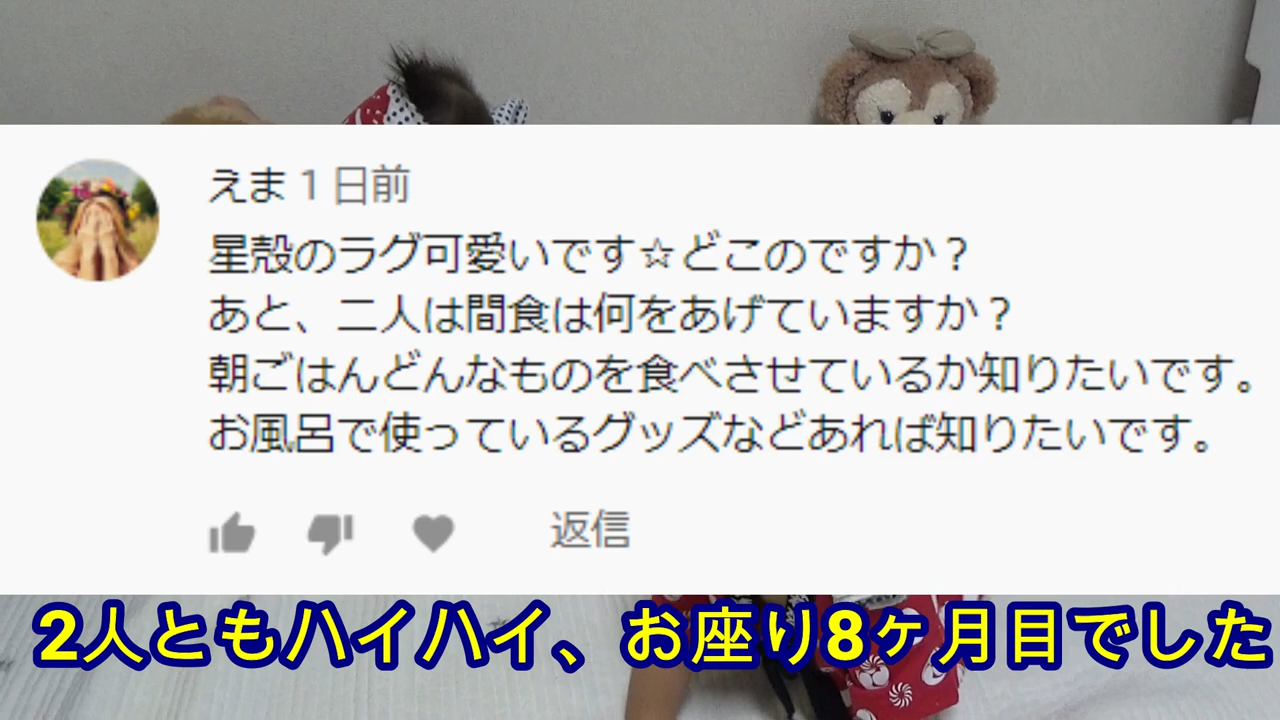 えま 1 日前
星殻のラグ可愛いです☆どこのですか？
あと、二人は間食は何をあげていますか？
朝ごはんどんなものを食べさせているか知りたいです。
お風呂で使っているグッズなどあれば知りたいです。
返信
2人ともハイハイ、お座り8ヶ月目でした